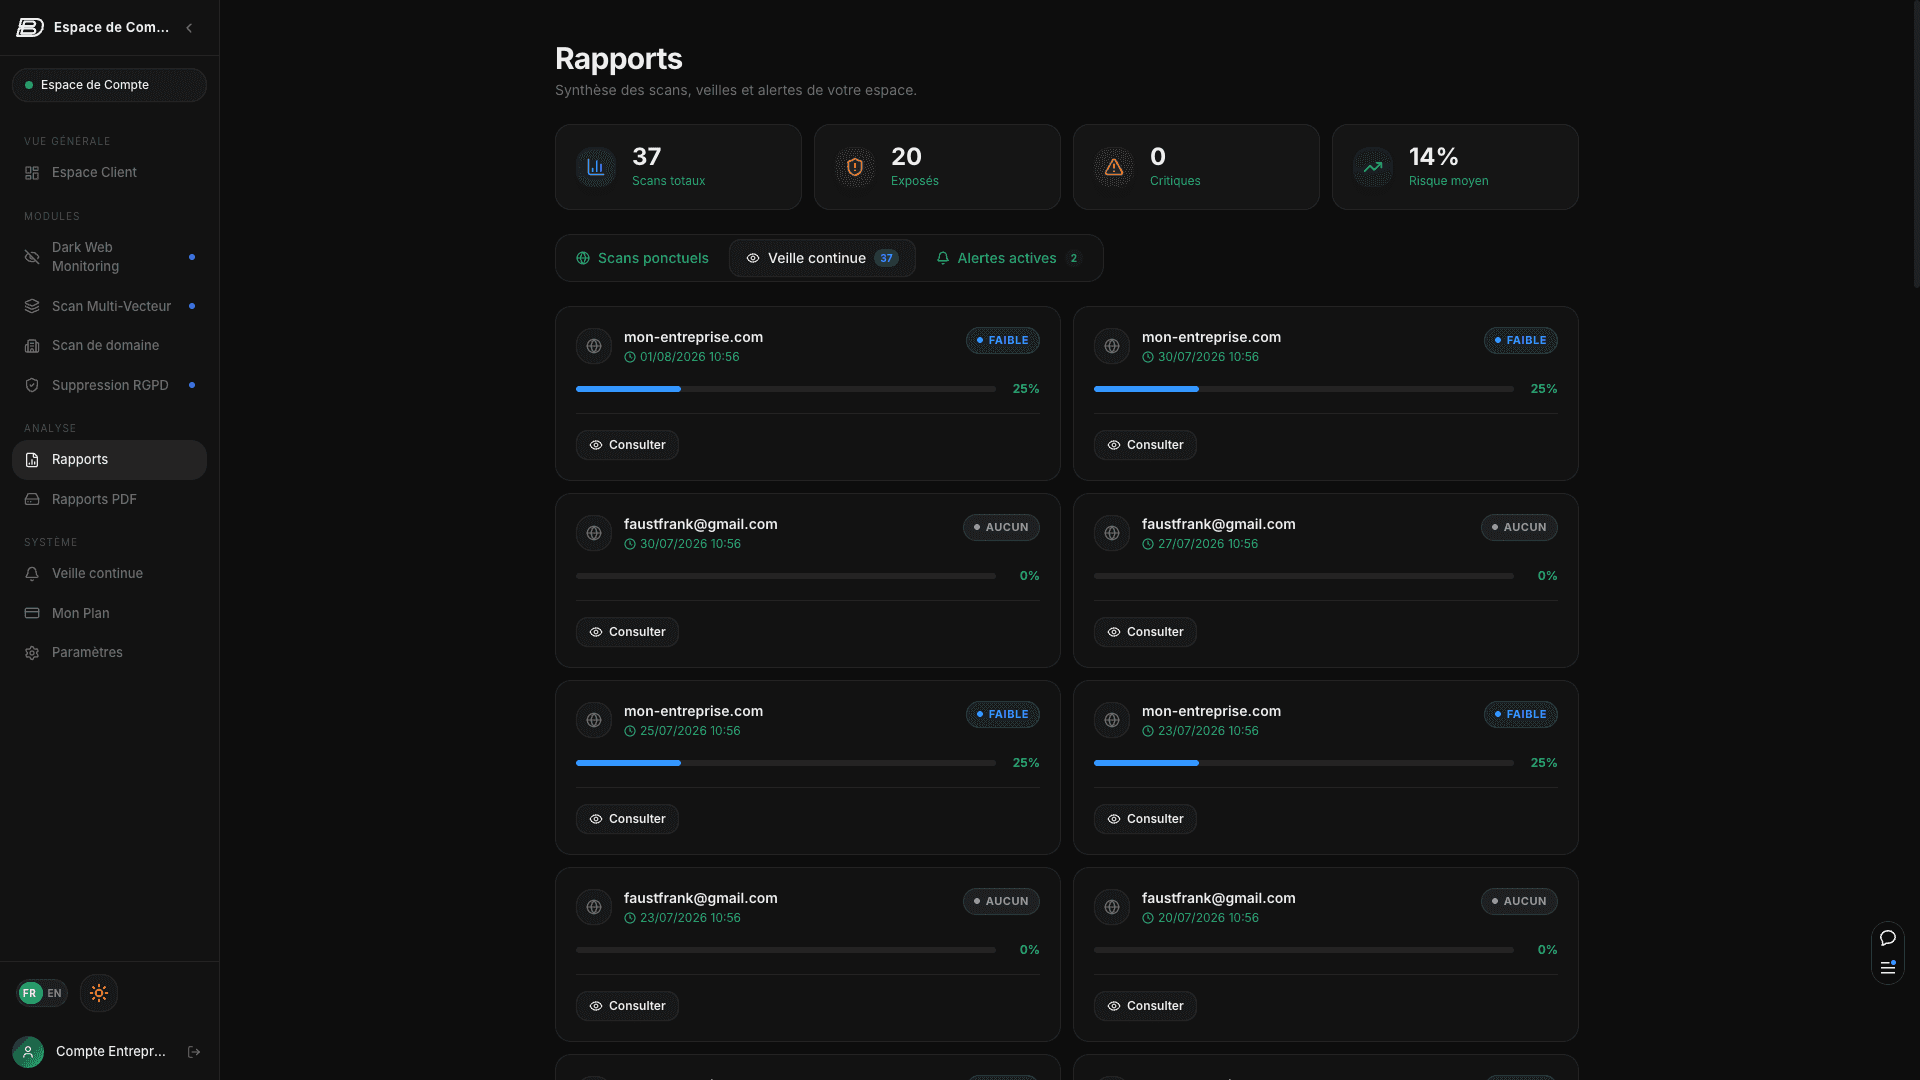 Espace de Com...
Espace de Compte
VUE GÉNÉRALE
Espace Client
MODULES
Dark Web
Monitoring
Scan Multi-Vecteur
Scan de domaine
Suppression RGPD
ANALYSE
Rapports
Rapports PDF
SYSTÈME
Veille continue
Mon Plan
Paramètres
FR EN
Compte Entrepr...
Rapports
Synthèse des scans, veilles et alertes de votre espace.
37
Scans totaux
20
Exposés
0
Critiques
14%
Risque moyen
Scans ponctuels
Veille continue 37
Alertes actives 2
mon-entreprise.com
FAIBLE
01/08/2026 10:56
25%
Consulter
mon-entreprise.com
FAIBLE
30/07/2026 10:56
25%
Consulter
faustfrank@gmail.com
AUCUN
30/07/2026 10:56
0%
Consulter
faustfrank@gmail.com
AUCUN
27/07/2026 10:56
0%
Consulter
mon-entreprise.com
FAIBLE
25/07/2026 10:56
25%
Consulter
mon-entreprise.com
FAIBLE
23/07/2026 10:56
25%
Consulter
faustfrank@gmail.com
AUCUN
23/07/2026 10:56
0%
Consulter
faustfrank@gmail.com
AUCUN
20/07/2026 10:56
0%
Consulter